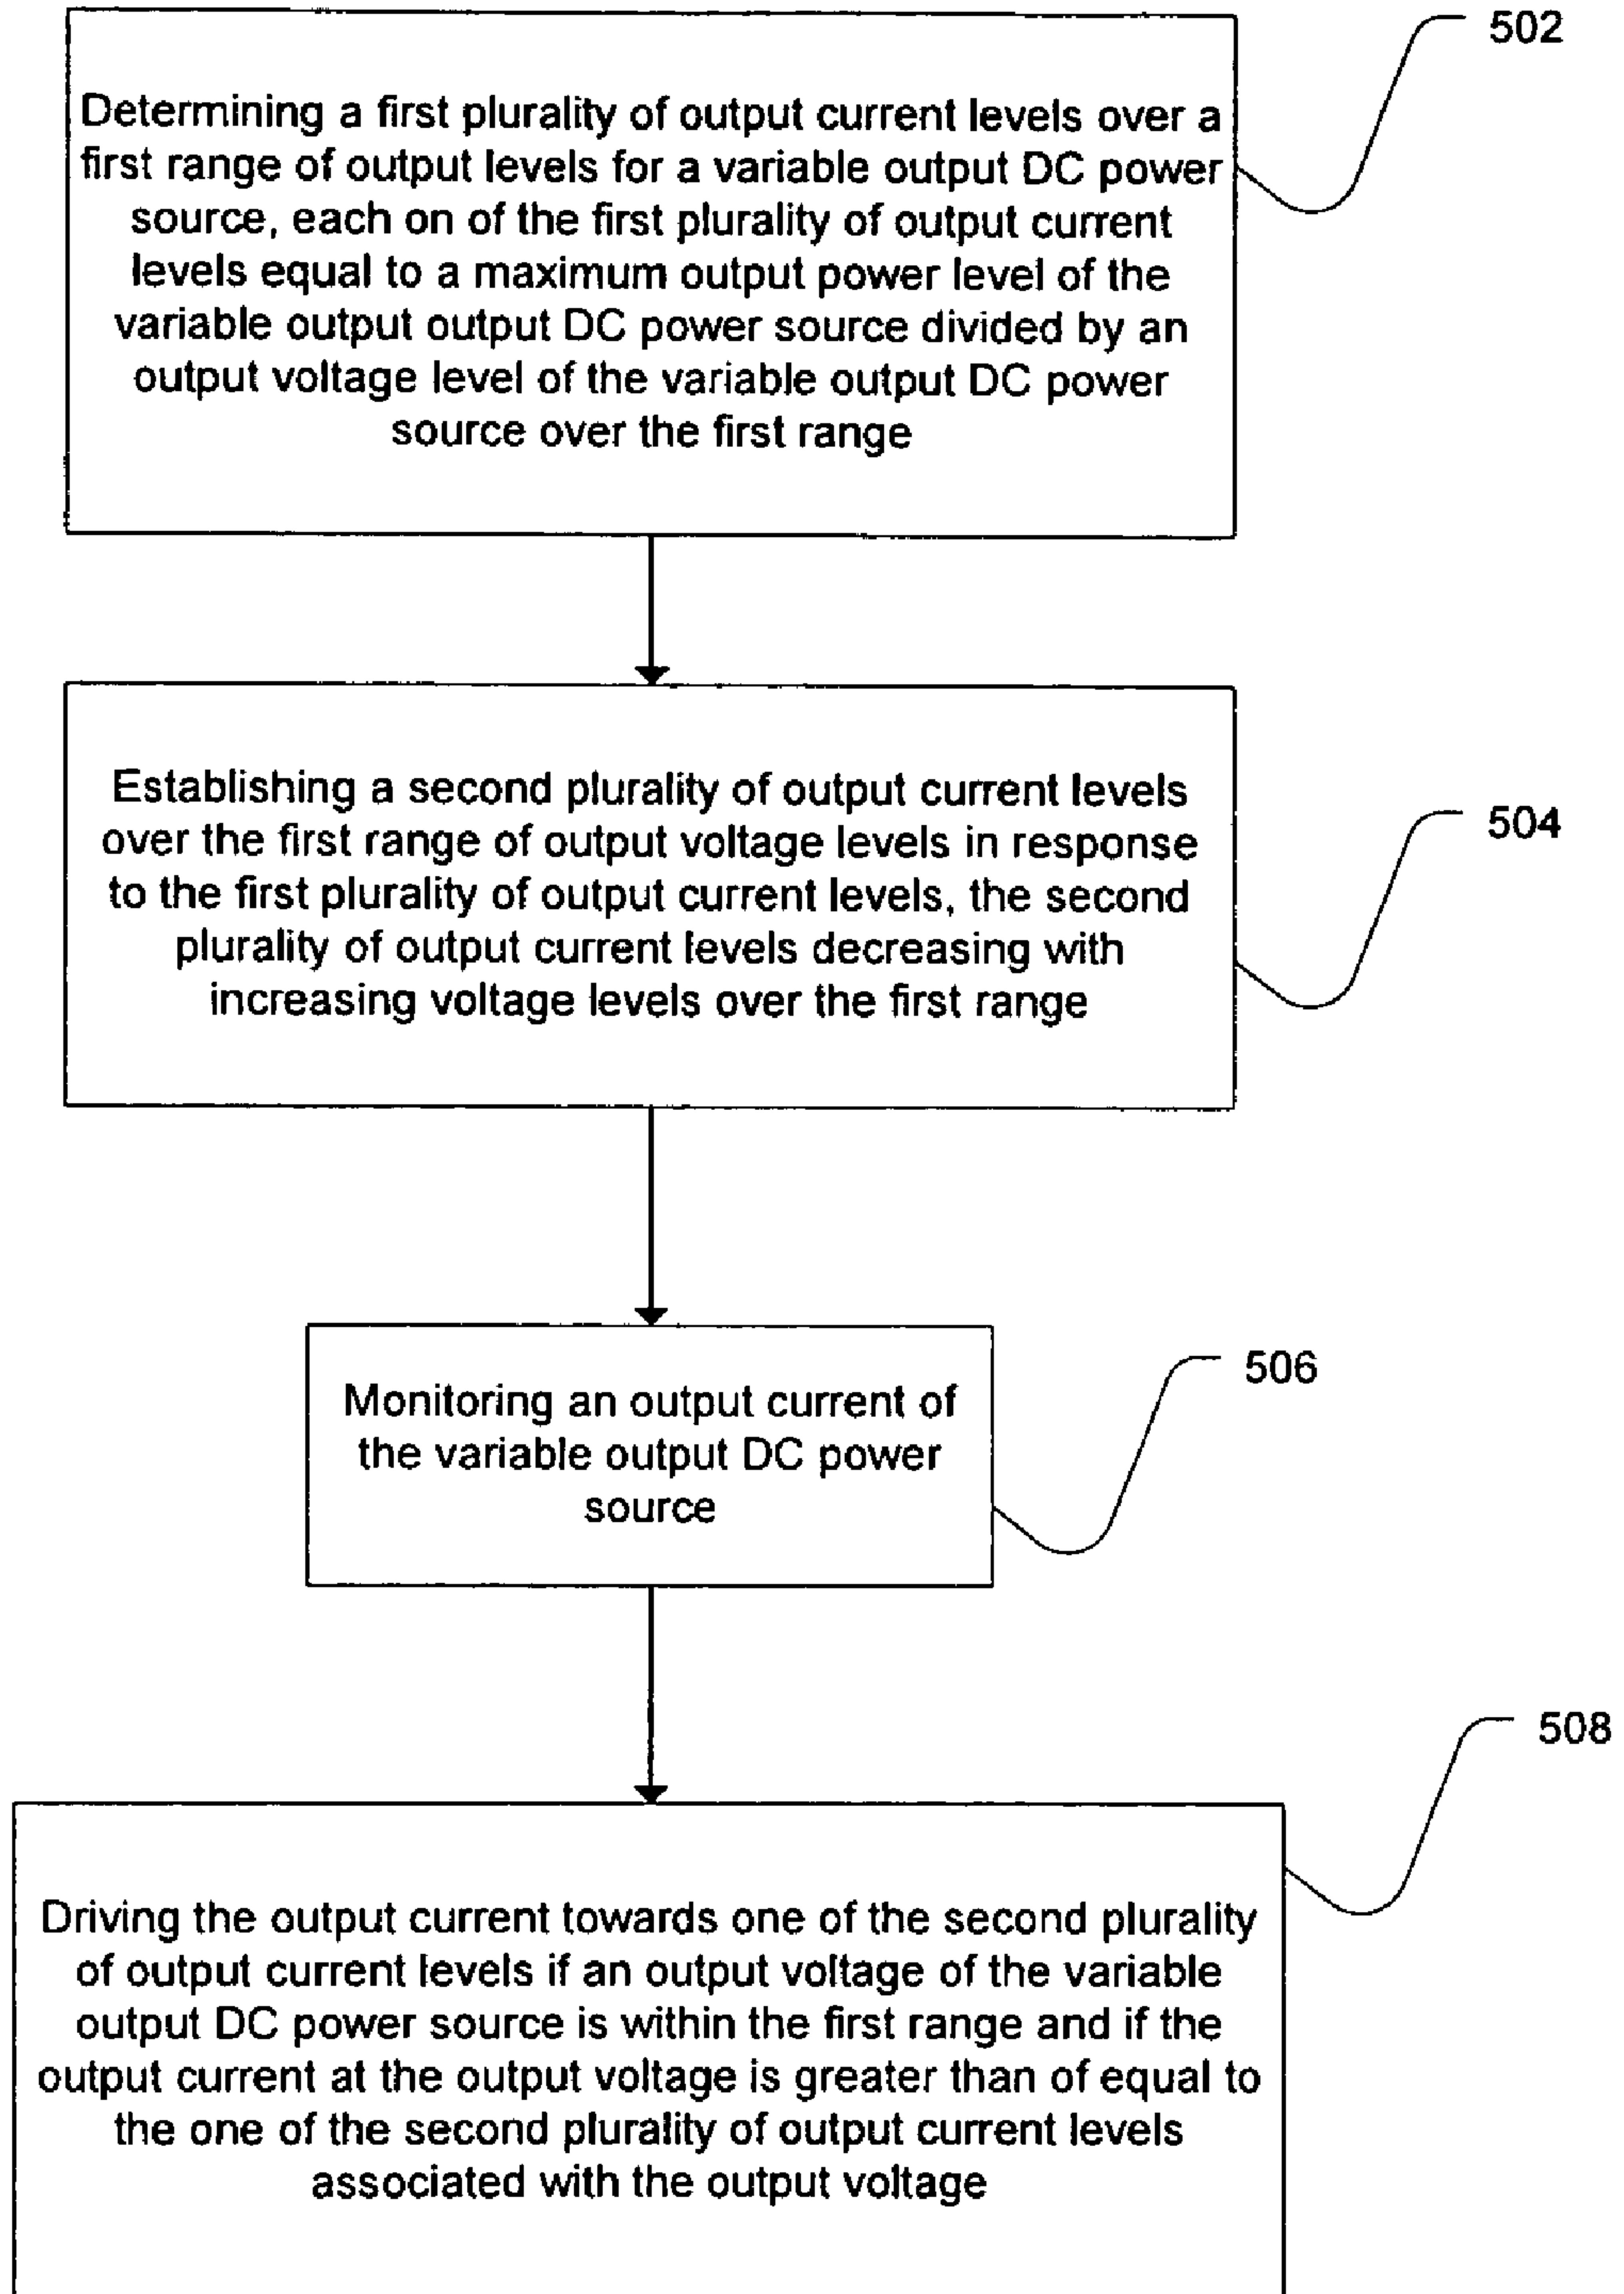 502
Determining a first plurality of output current levels over a
first range of output levels for a variable output DC power
source, each on of the first plurality of output current
levels equal to a maximum output power level of the
variable output output DC power source divided by an
output voltage level of the variable output DC power
source over the first range
504
Establishing a second plurality of output current levels
over the first range of output voltage levels in response
to the first plurality of output current levels, the second
plurality of output current levels decreasing with
increasing voltage levels over the first range
506
Monitoring an output current of
the variable output DC power
source
508
Driving the output current towards one of the second plurality
of output current levels if an output voltage of the variable
output DC power source is within the first range and if the
output current at the output voltage is greater than of equal to
the one of the second plurality of output current levels
associated with the output voltage